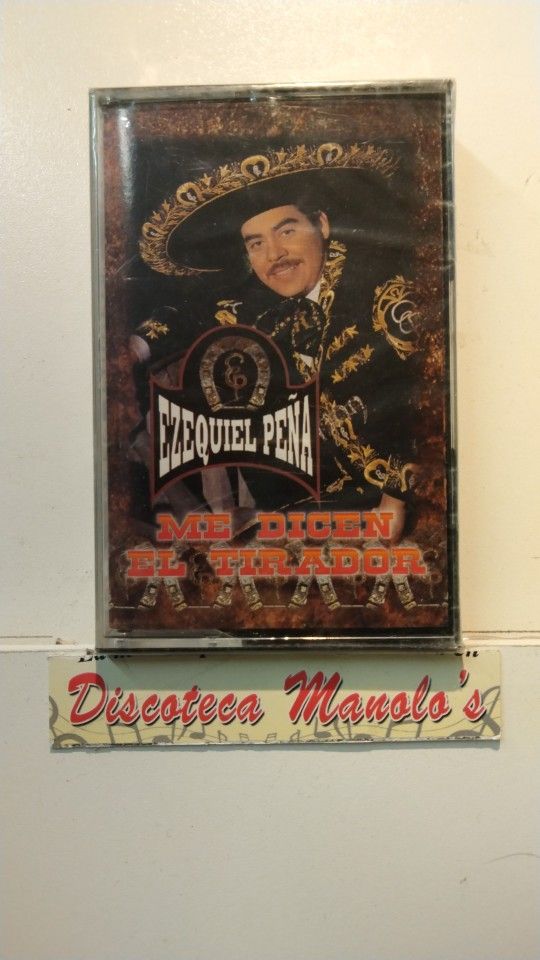 EZEQUIEL PEÑA
ME DICEN
EL TIRADOR
Discoteca Manolo's